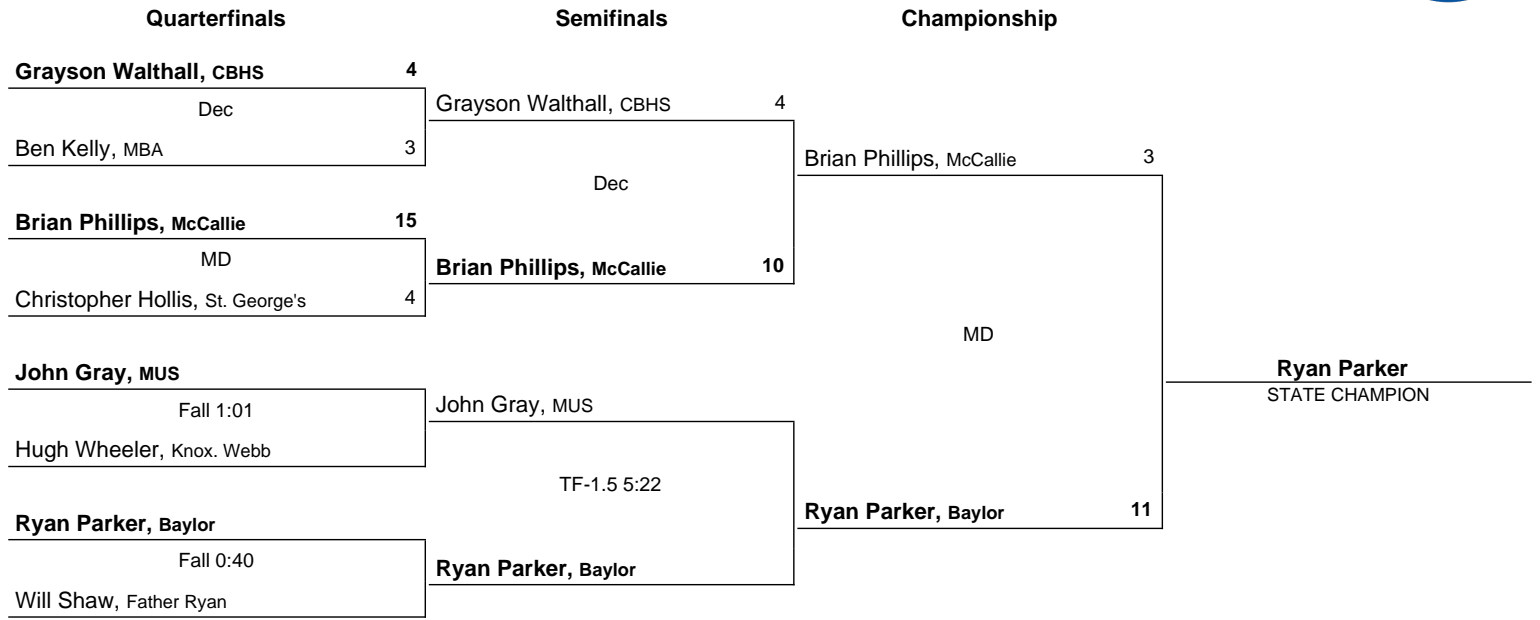 Quarterfinals Semifinals Championship
Grayson Walthall, CBHS 4
Dec
Ben Kelly, MBA 3
Brian Phillips, McCallie 15
MD
Christopher Hollis, St. George's 4
John Gray, MUS
Fall 1:01
Hugh Wheeler, Knox. Webb
Ryan Parker, Baylor
Fall 0:40
Will Shaw, Father Ryan
Grayson Walthall, CBHS 4
Dec
Brian Phillips, McCallie 10
John Gray, MUS
TF-1.5 5:22
Ryan Parker, Baylor
Brian Phillips, McCallie 3
MD
Ryan Parker, Baylor 11
Ryan Parker
STATE CHAMPION